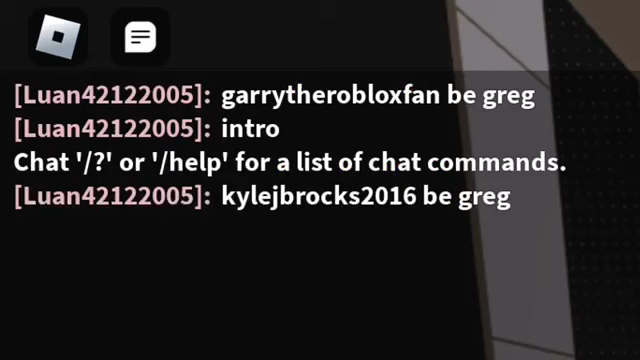 [Luan42122005]: garrytherobloxfan be greg
[Luan42122005]: intro
Chat '/?' or '/help' for a list of chat commands.
[Luan42122005]: kylejbrocks2016 be greg